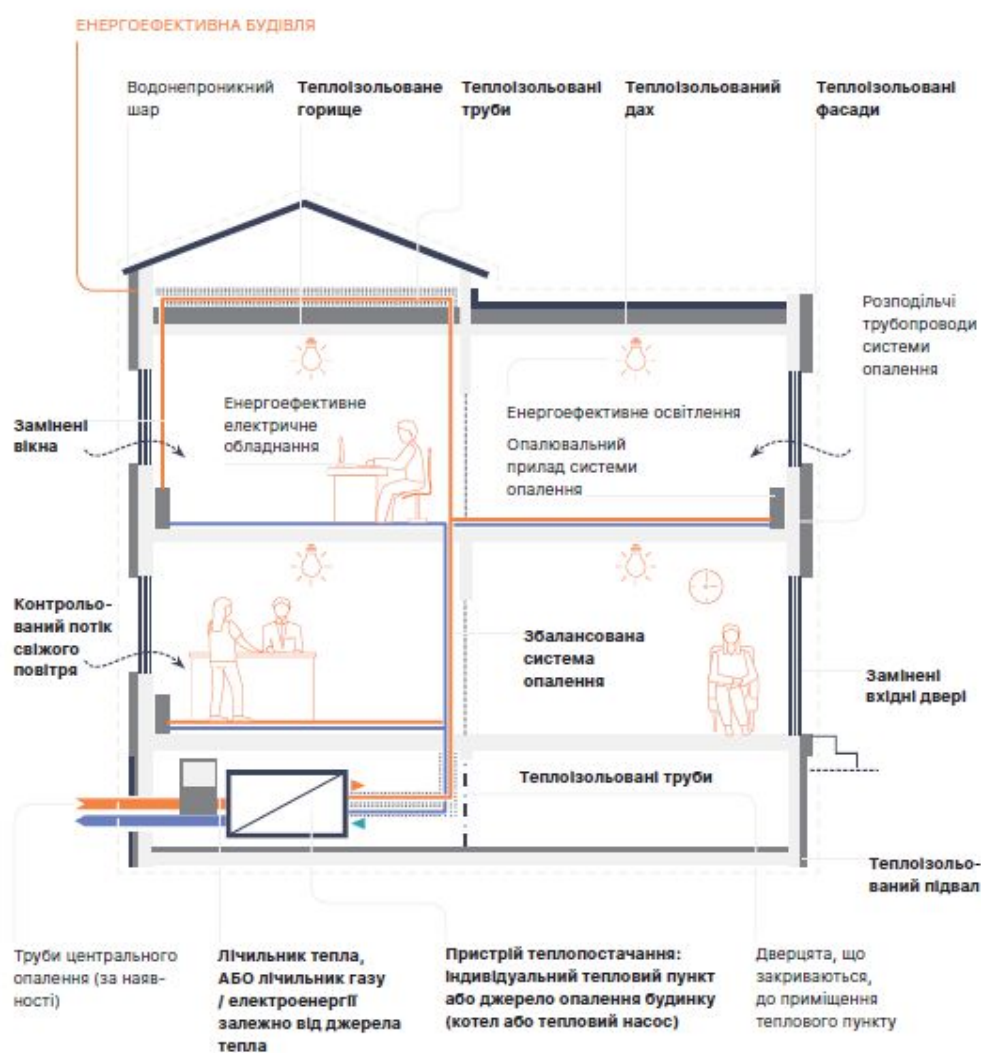 ЕНЕРГОЕФЕКТИВНА БУДІВЛЯ
Водонепроникний
шар
Теплоізольоване
горище
Теплоізольовані
труби
Теплоізольований
дах
Теплоізольовані
фасади
Розподільчі
трубопроводи
системи
опалення
Замінені
вікна
Енергоефективне
електричне
обладнання
Енергоефективне освітлення
Опалювальний
прилад системи
опалення
Контрольо-
ваний потік
свіжого
повітря
Збалансована
система
опалення
Замінені
вхідні двері
Теплоізольовані труби
Теплоізольо-
ваний підвал
Труби центрального
опалення (за наяв-
ності)
Лічильник тепла,
АБО лічильник газу
/ електроенергії
залежно від джерела
тепла
Пристрій теплопостачання:
індивідуальний тепловий пункт
або джерело опалення будинку
(котел або тепловий насос)
Дверцята, що
закриваються,
до приміщення
теплового пункту